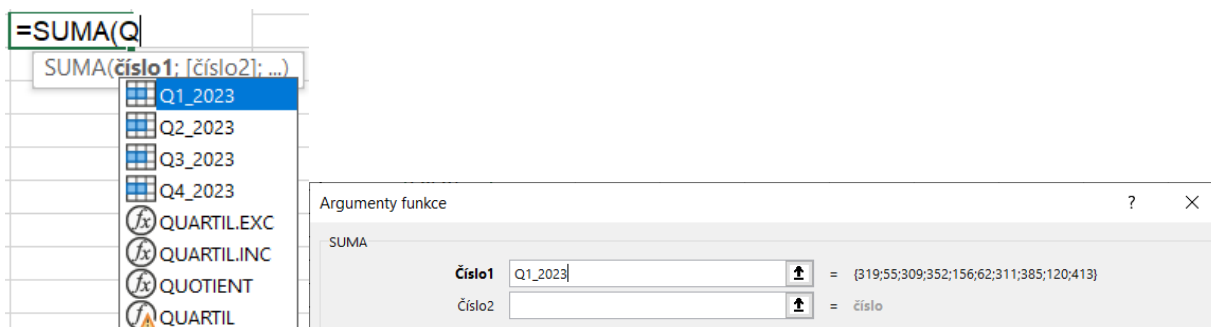 =SUMA(Q
SUMA(číslo1; [číslo2]; ...)
Q1_2023
Q2_2023
Q3_2023
Q4_2023
QUARTIL.EXC
QUARTIL.INC
QUOTIENT
QUARTIL
Argumenty funkce ? ×
SUMA
Číslo1 Q1_2023 = {319;55;309;352;156;62;311;385;120;413}
Číslo2 = číslo